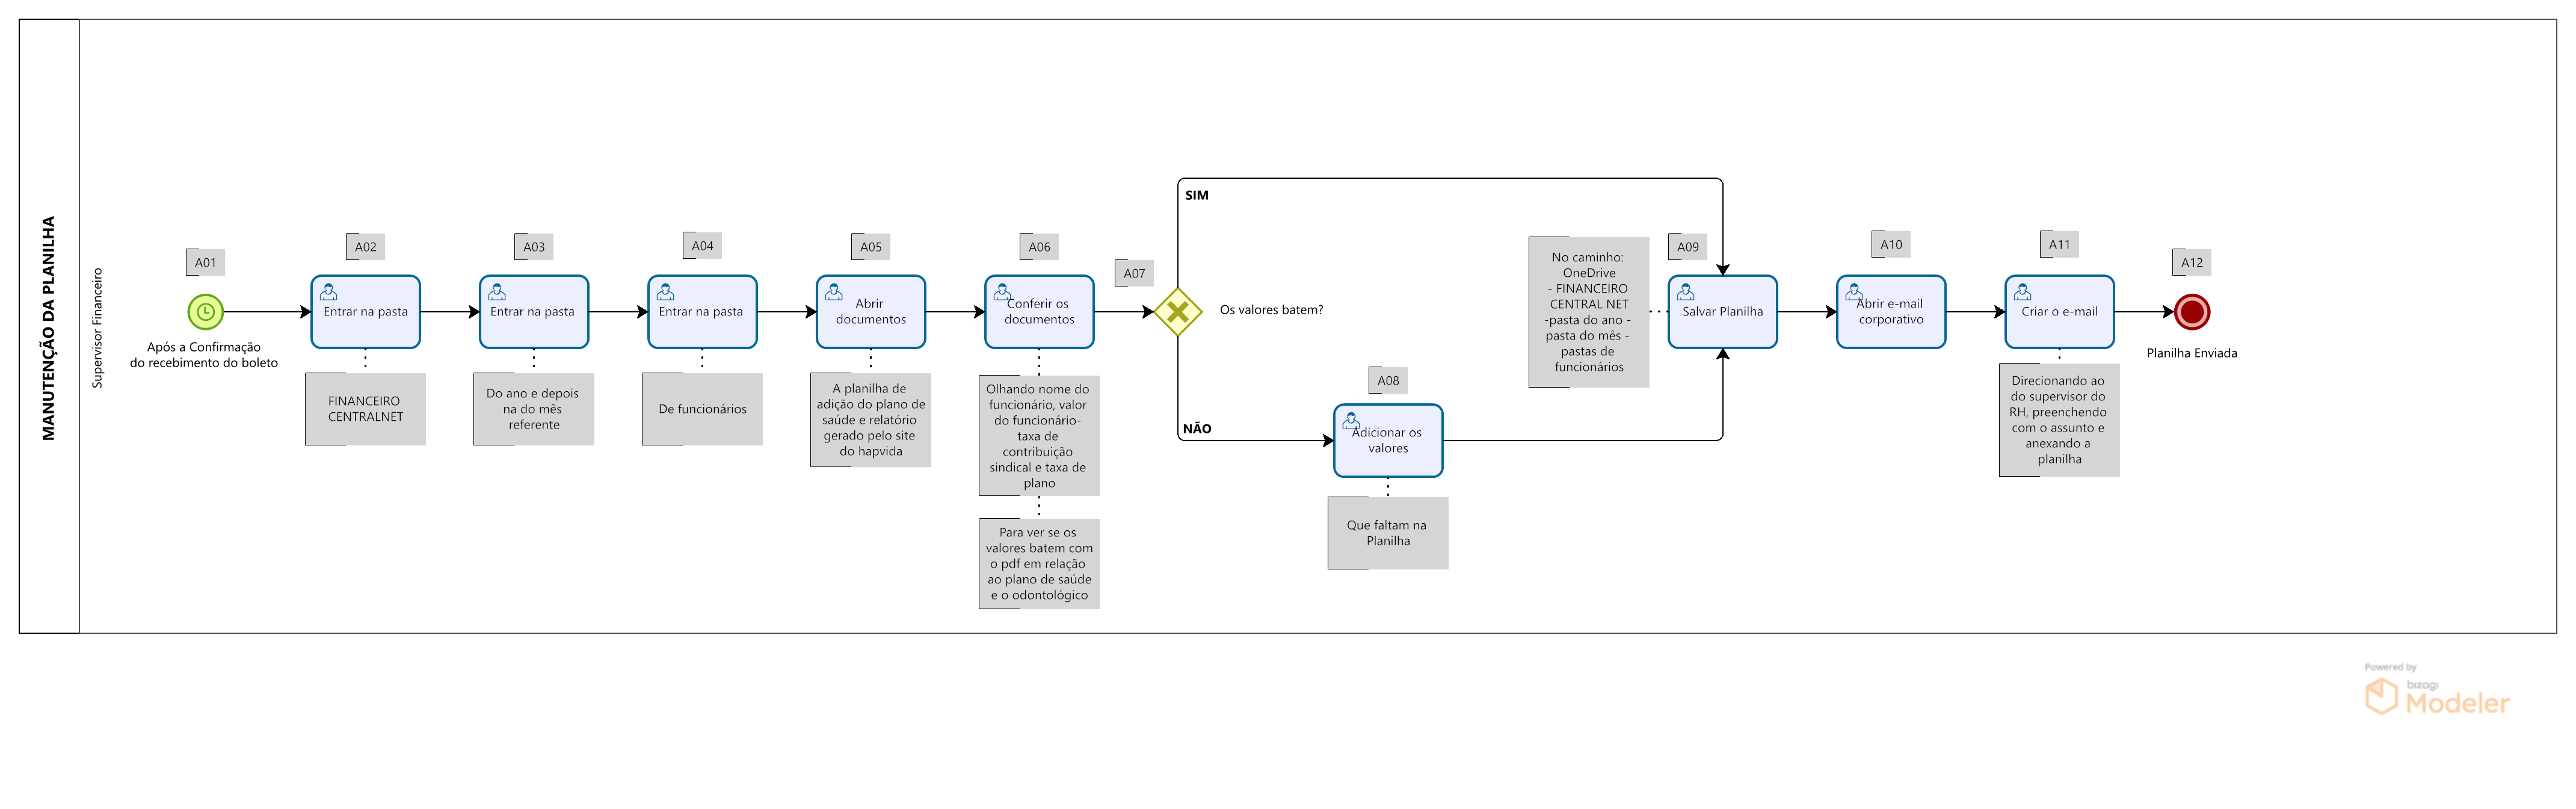 MANUTENÇÃO DA PLANILHA
Supervisor Financeiro
A01
Após a Confirmação
do recebimento do boleto
A02
Entrar na pasta
FINANCEIRO
CENTRALNET
A03
Entrar na pasta
Do ano e depois
na do mês
referente
A04
Entrar na pasta
De funcionários
A05
Abrir
documentos
A planilha de
adição do plano de
saúde e relatório
gerado pelo site
do hapvida
A06
Conferir os
documentos
Olhando nome do
funcionário, valor
do funcionário-
taxa de
contribuição
sindical e taxa de
plano
Para ver se os
valores batem com
o pdf em relação
ao plano de saúde
e o odontológico
A07
Os valores batem?
SIM
NÃO
A08
Adicionar os
valores
Que faltam na
Planilha
No caminho:
OneDrive
- FINANCEIRO
CENTRAL NET
-pasta do ano -
pasta do mês -
pastas de
funcionários
A09
Salvar Planilha
A10
Abrir e-mail
corporativo
A11
Criar o e-mail
Direcionando ao
do supervisor do
RH, preenchendo
com o assunto e
anexando a
planilha
A12
Planilha Enviada
Powered by
bizagi
Modeler